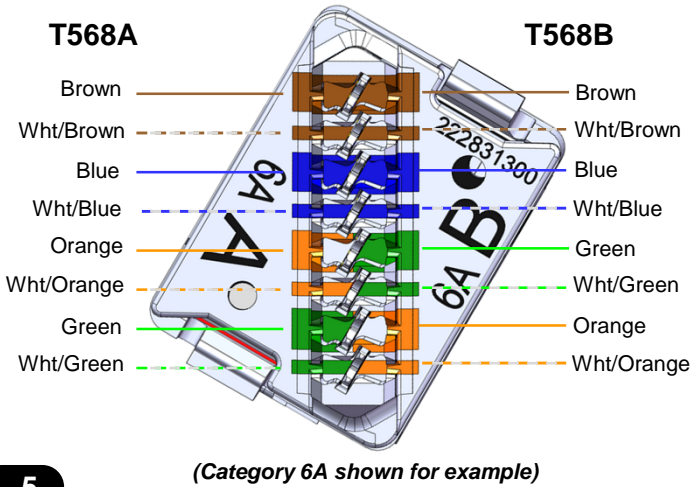 T568A
T568B
Brown
Brown
Wht/Brown
Wht/Brown
Blue
Blue
Wht/Blue
Wht/Blue
Orange
Green
Wht/Orange
Wht/Green
Green
Orange
Wht/Green
Wht/Orange
6A
A
222831300
B
6A
5
(Category 6A shown for example)